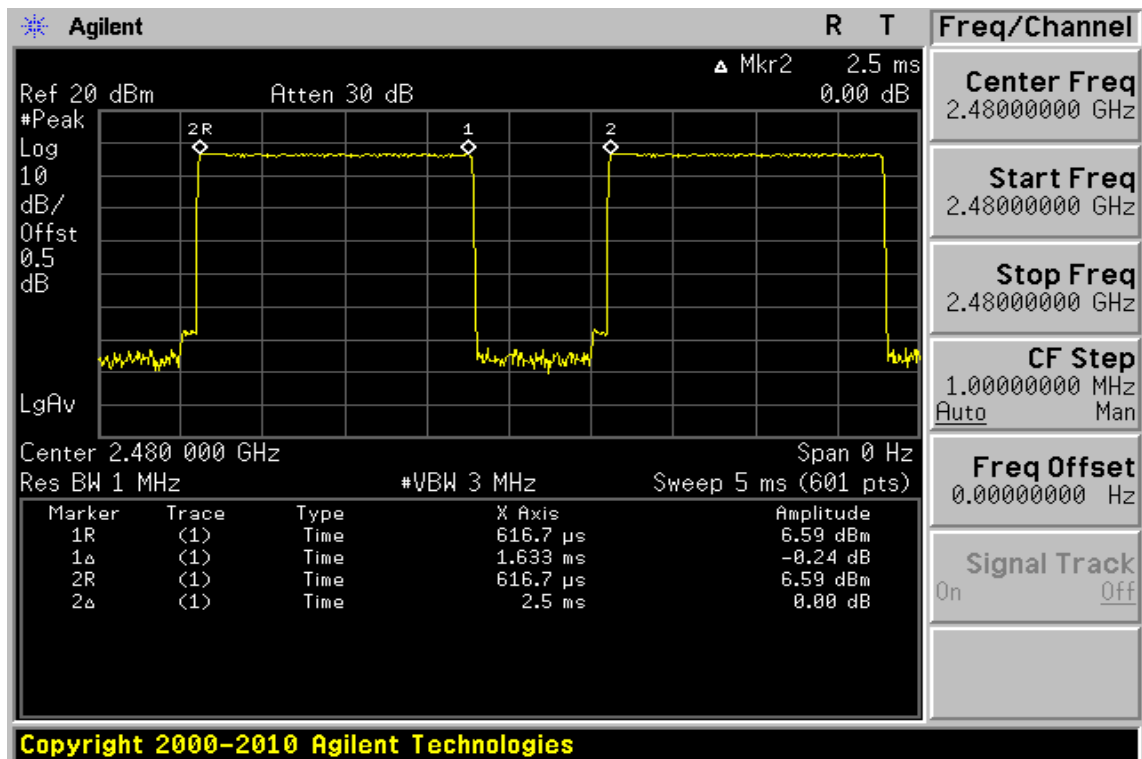 Agilent R T
Freq/Channel
▵ Mkr2 2.5 ms
Ref 20 dBm Atten 30 dB 0.00 dB
#Peak
Log
10
dB/
Offst
0.5
dB
LgAv
2R 1 2
Center 2.480 000 GHz Span 0 Hz
Res BW 1 MHz #VBW 3 MHz Sweep 5 ms (601 pts)
Marker Trace Type X Axis Amplitude
1R (1) Time 616.7 µs 6.59 dBm
1▵ (1) Time 1.633 ms -0.24 dB
2R (1) Time 616.7 µs 6.59 dBm
2▵ (1) Time 2.5 ms 0.00 dB
Center Freq
2.48000000 GHz
Start Freq
2.48000000 GHz
Stop Freq
2.48000000 GHz
CF Step
1.00000000 MHz
Auto Man
Freq Offset
0.00000000 Hz
Signal Track
On Off
Copyright 2000-2010 Agilent Technologies